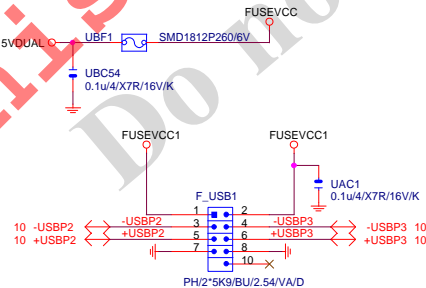 FUSEVCC
5VDUAL UBF1 SMD1812P260/6V
UBC54
0.1u/4/X7R/16V/K
FUSEVCC1 FUSEVCC1
UAC1
0.1u/4/X7R/16V/K
F_USB1
1 2
10 -USBP2 -USBP2 3 4 -USBP3 -USBP3 10
10 +USBP2 +USBP2 5 6 +USBP3 +USBP3 10
7 8
10
PH/2*5K9/BU/2.54/VA/D
Do no